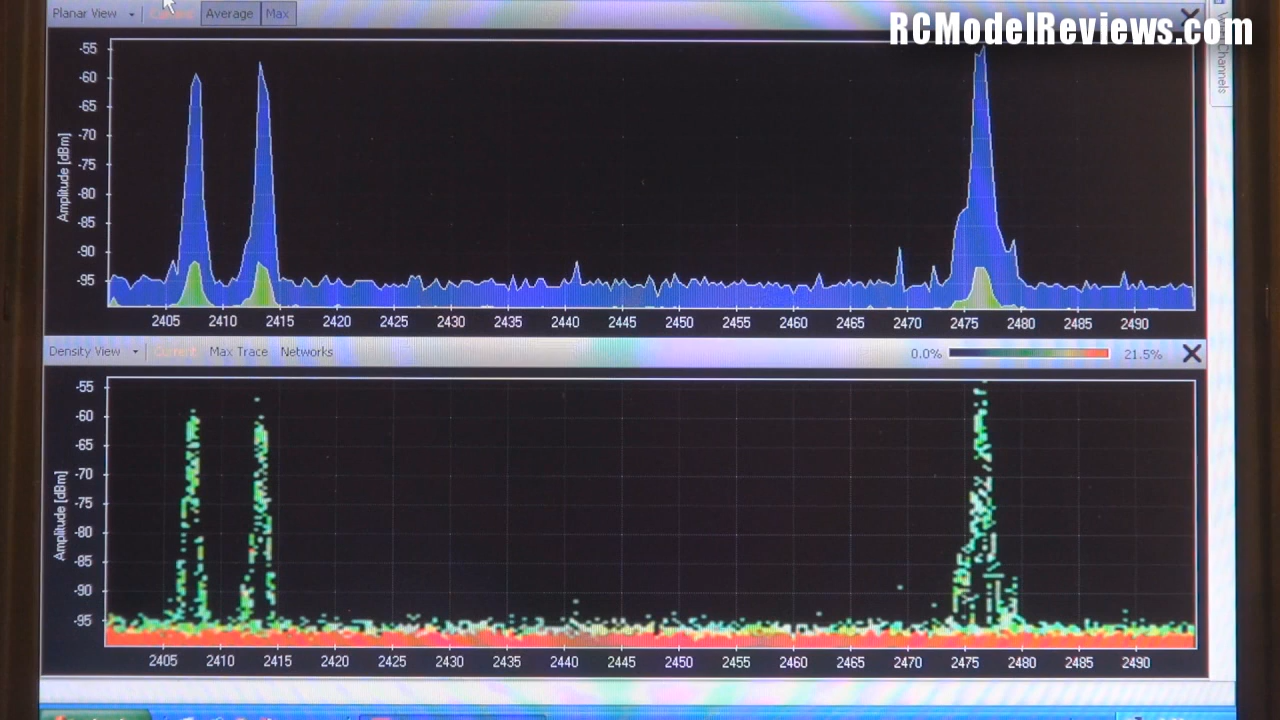 Planar View Average Max
RCModelReviews.com
-55
-60
-65
-70
-75
-80
-85
-90
-95
Amplitude [dBm]
2405 2410 2415 2420 2425 2430 2435 2440 2445 2450 2455 2460 2465 2470 2475 2480 2485 2490
Density View Current Max Trace Networks 0.0% 21.5%
-55
-60
-65
-70
-75
-80
-85
-90
-95
Amplitude [dBm]
2405 2410 2415 2420 2425 2430 2435 2440 2445 2450 2455 2460 2465 2470 2475 2480 2485 2490